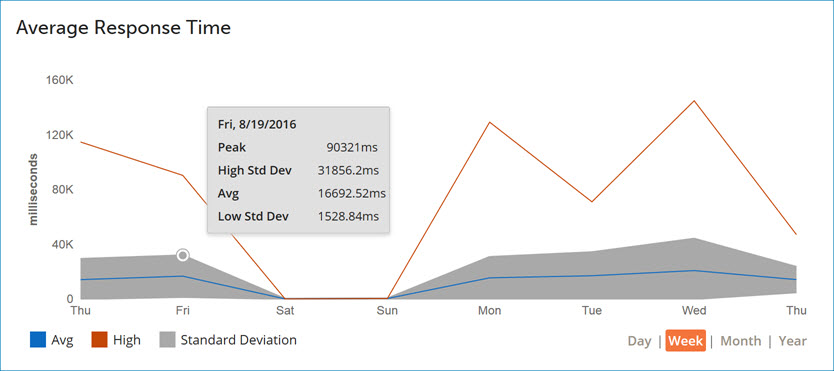 Average Response Time
160K
120K
80K
40K
0
milliseconds
Fri, 8/19/2016
Peak 90321ms
High Std Dev 31856.2ms
Avg 16692.52ms
Low Std Dev 1528.84ms
Thu Fri Sat Sun Mon Tue Wed Thu
Avg High Standard Deviation
Day | Week | Month | Year